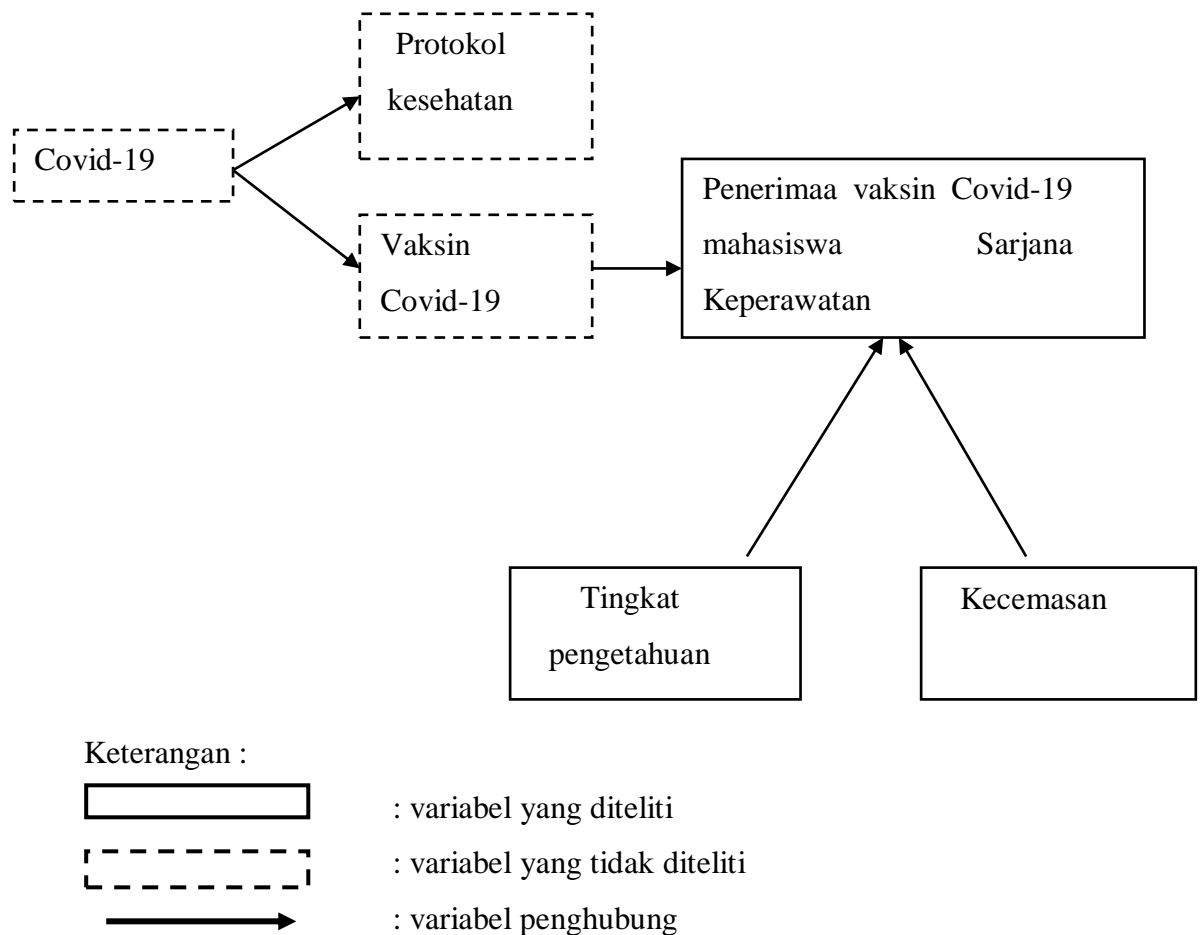 Protokol
kesehatan
Covid-19
Vaksin
Covid-19
Penerimaa vaksin Covid-19
mahasiswa Sarjana
Keperawatan
Tingkat
pengetahuan
Kecemasan
Keterangan :
: variabel yang diteliti
: variabel yang tidak diteliti
: variabel penghubung